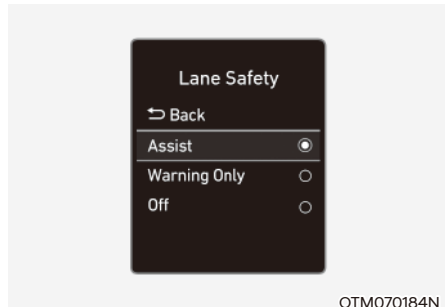 Lane Safety
Back
Assist
Warning Only
Off
OTM070184N